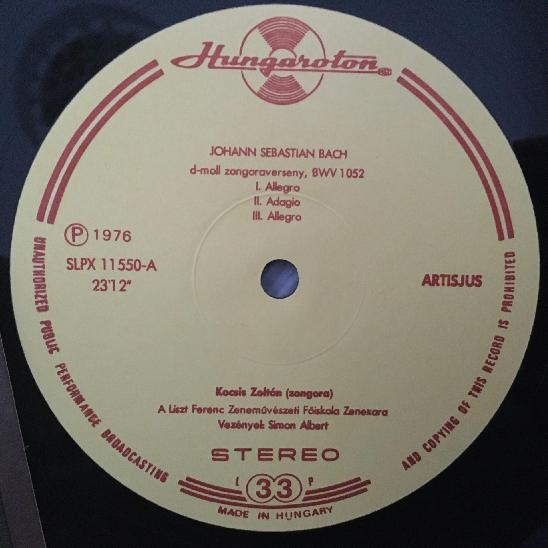 Hungaroton
JOHANN SEBASTIAN BACH
d-moll zongoraverseny, BWV 1052
I. Allegro
II. Adagio
III. Allegro
Ⓟ 1976
SLPX 11550-A
23'12"
ARTISJUS
Kocsis Zoltán (zongora)
A Liszt Ferenc Zeneművészeti Főiskola Zenekara
Vezényel: Simon Albert
STEREO
L 33 P
MADE IN HUNGARY
UNAUTHORIZED PUBLIC PERFORMANCE BROADCASTING
AND COPYING OF THIS RECORD IS PROHIBITED